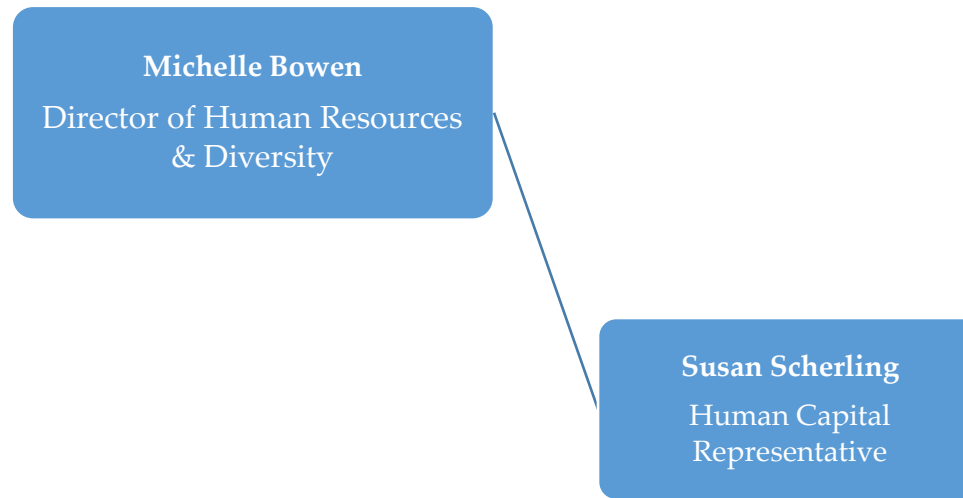 Michelle Bowen
Director of Human Resources
& Diversity
Susan Scherling
Human Capital
Representative